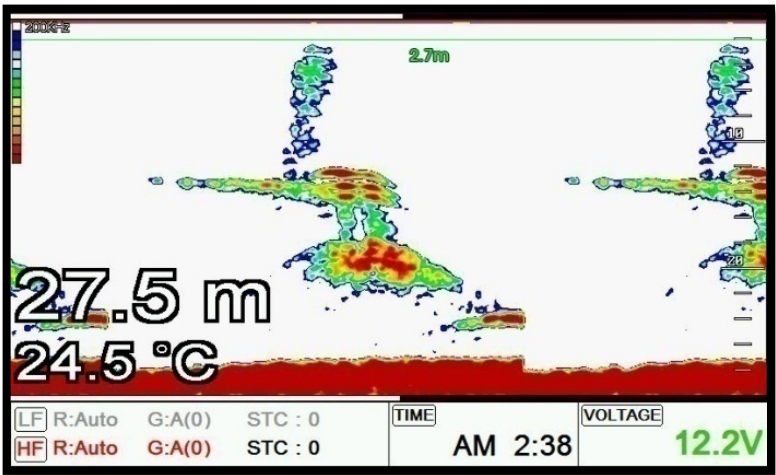 200KHz
2.7m
10
20
27.5 m
24.5 °C
LF R:Auto G:A(0) STC : 0
HF R:Auto G:A(0) STC : 0
TIME
AM 2:38
VOLTAGE
12.2V